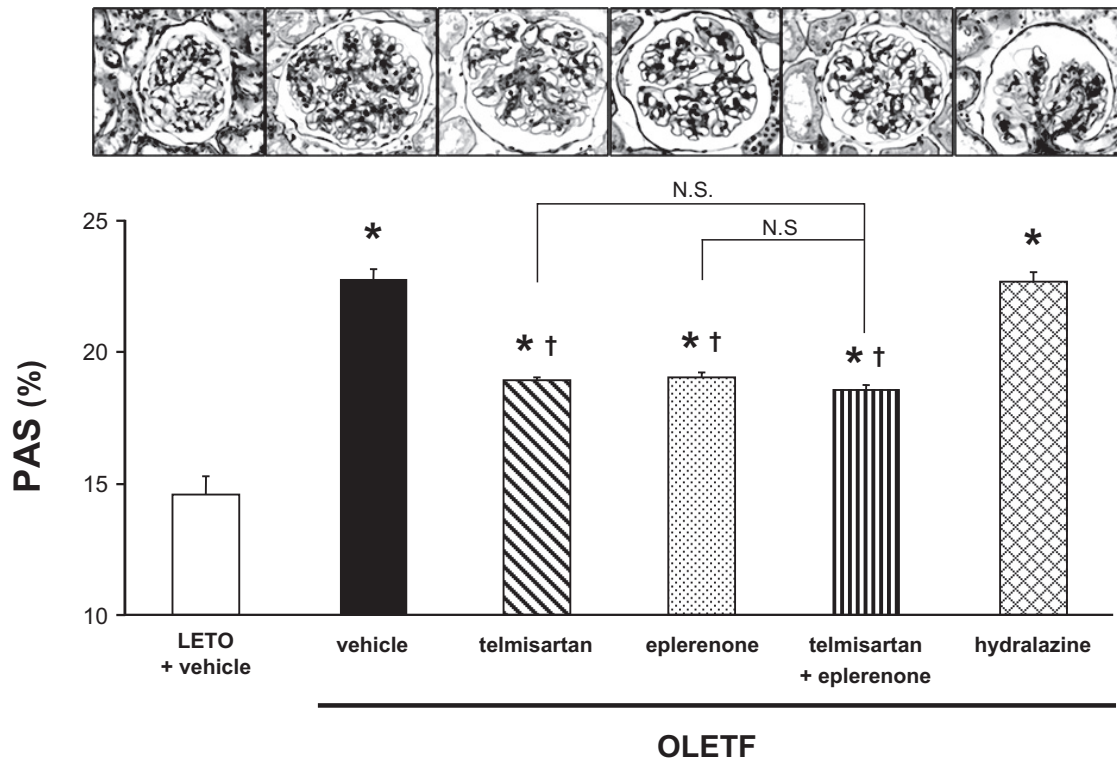 N.S.
N.S
25
20
15
10
PAS (%)
*
* †
* †
* †
*
LETO
+ vehicle
vehicle
telmisartan
eplerenone
telmisartan
+ eplerenone
hydralazine
OLETF